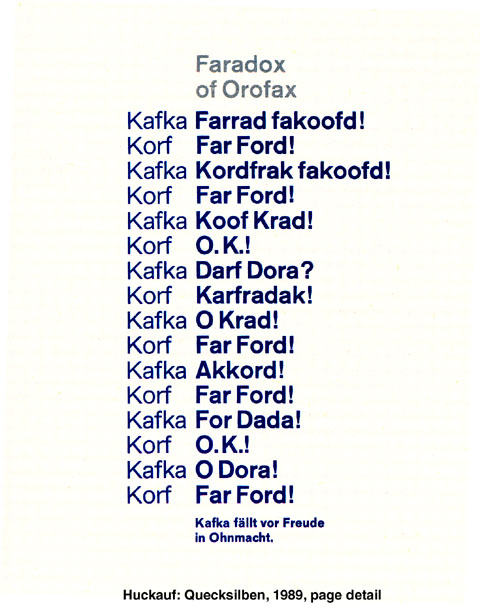 Faradox
of Orofax
Kafka Farrad fakoofd!
Korf Far Ford!
Kafka Kordfrak fakoofd!
Korf Far Ford!
Kafka Koof Krad!
Korf O.K.!
Kafka Darf Dora?
Korf Karfradak!
Kafka O Krad!
Korf Far Ford!
Kafka Akkord!
Korf Far Ford!
Kafka For Dada!
Korf O.K.!
Kafka O Dora!
Korf Far Ford!
Kafka fällt vor Freude
in Ohnmacht.
Huckauf: Quecksilben, 1989, page detail